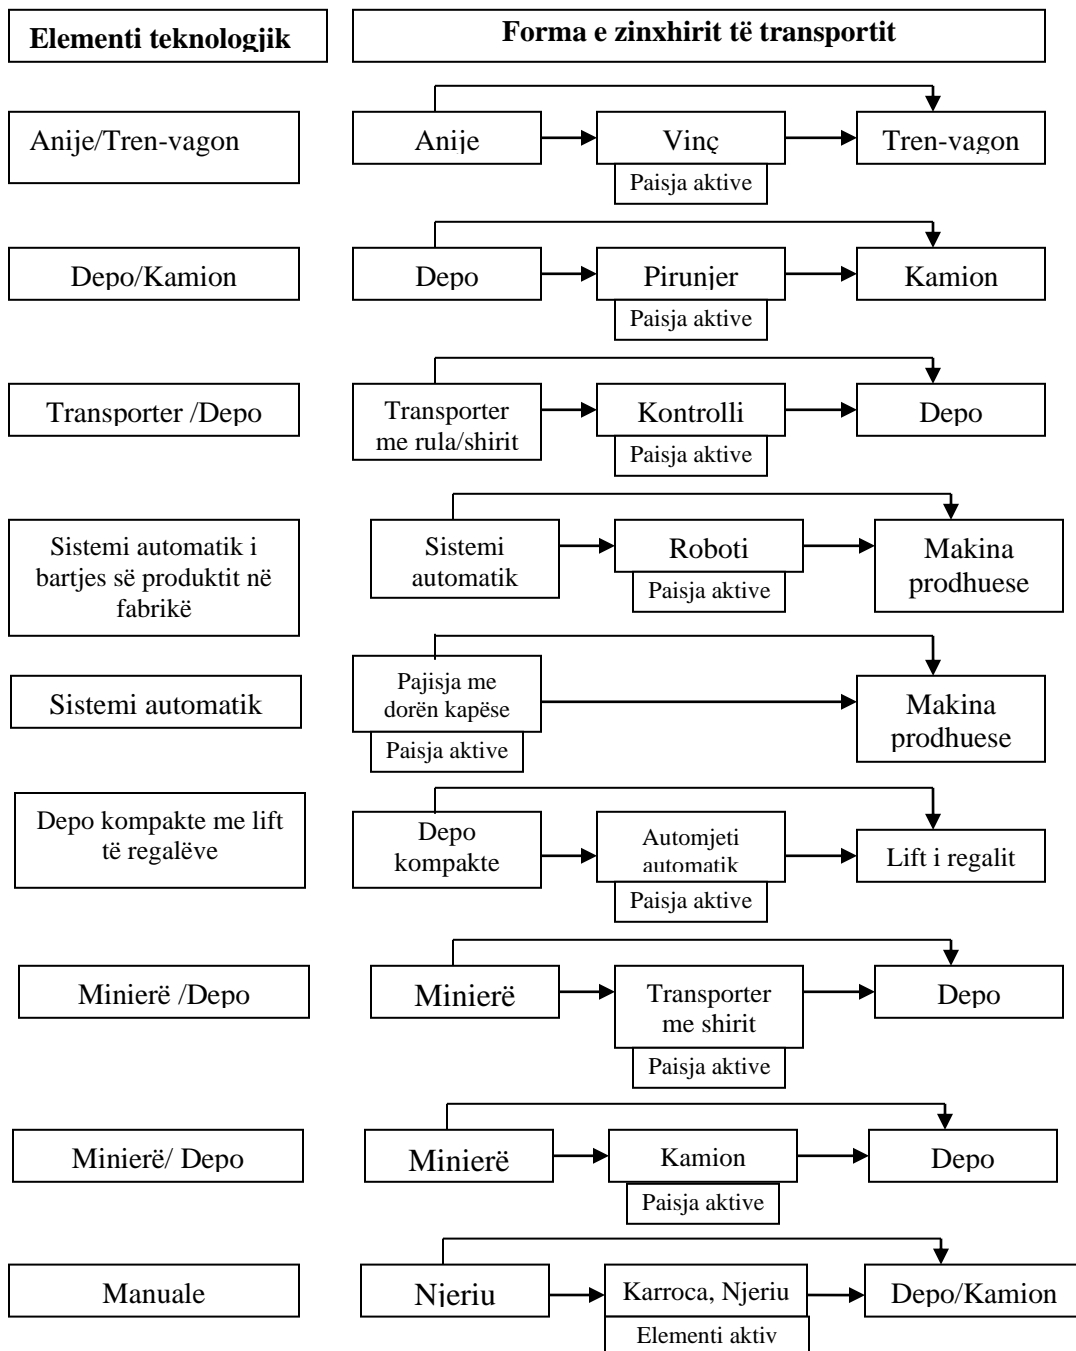 Elementi teknologjik
Forma e zinxhirit të transportit
Anije/Tren-vagon
Anije
Vinç
Tren-vagon
Paisja aktive
Depo/Kamion
Depo
Pirunjer
Kamion
Paisja aktive
Transporter /Depo
Transporter
me rula/shirit
Kontrolli
Depo
Paisja aktive
Sistemi automatik i
bartjes së produktit në
fabrikë
Sistemi
automatik
Roboti
Makina
prodhuese
Paisja aktive
Sistemi automatik
Pajisja me
dorën kapëse
Makina
prodhuese
Paisja aktive
Depo kompakte me lift
të regalëve
Depo
kompakte
Automjeti
automatik
Lift i regalit
Paisja aktive
Minierë /Depo
Minierë
Transporter
me shirit
Depo
Paisja aktive
Minierë/ Depo
Minierë
Kamion
Depo
Paisja aktive
Manuale
Njeriu
Karroca, Njeriu
Depo/Kamion
Elementi aktiv